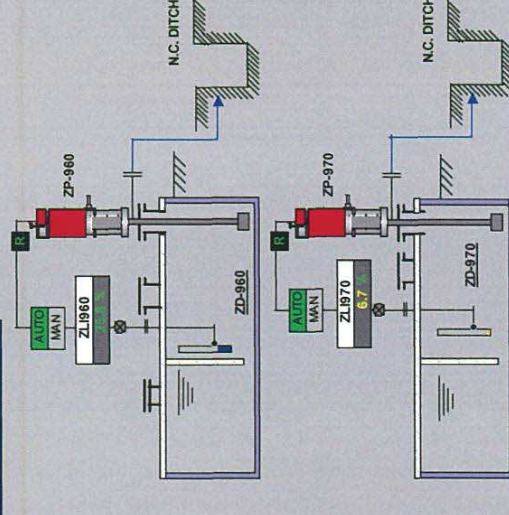 N.C. DITCH
ZP-960
R
AUTO
MAN
ZLI960
%
ZD-960
N.C. DITCH
ZP-970
R
AUTO
MAN
ZLI970
6.7 %
ZD-970